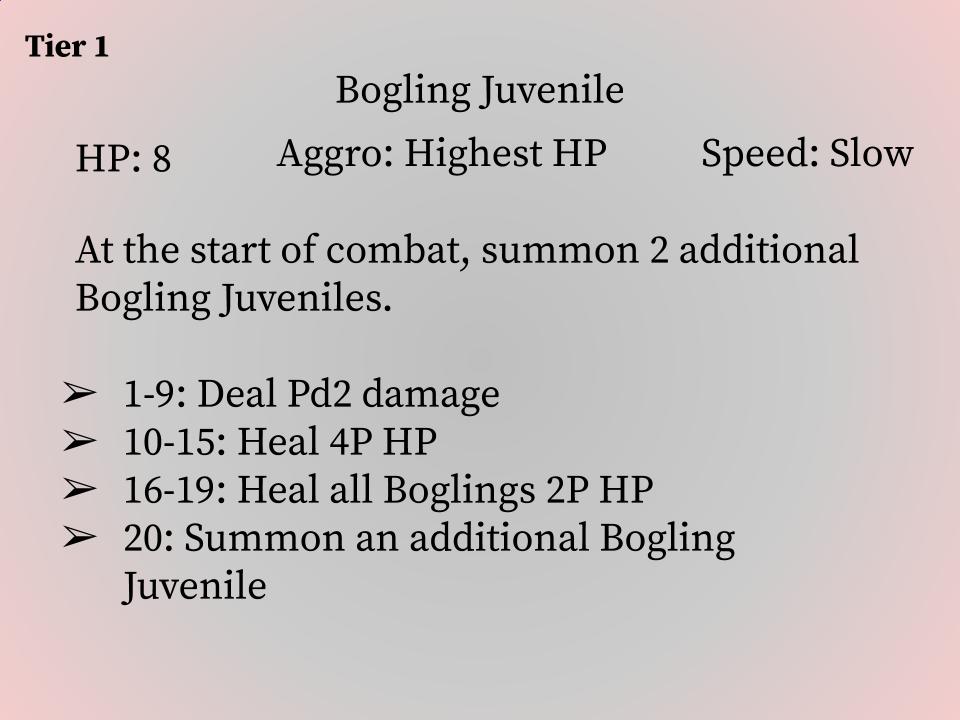 Tier 1
Bogling Juvenile
HP: 8
Aggro: Highest HP
Speed: Slow
At the start of combat, summon 2 additional
Bogling Juveniles.
➢ 1-9: Deal Pd2 damage
➢ 10-15: Heal 4P HP
➢ 16-19: Heal all Boglings 2P HP
➢ 20: Summon an additional Bogling
Juvenile